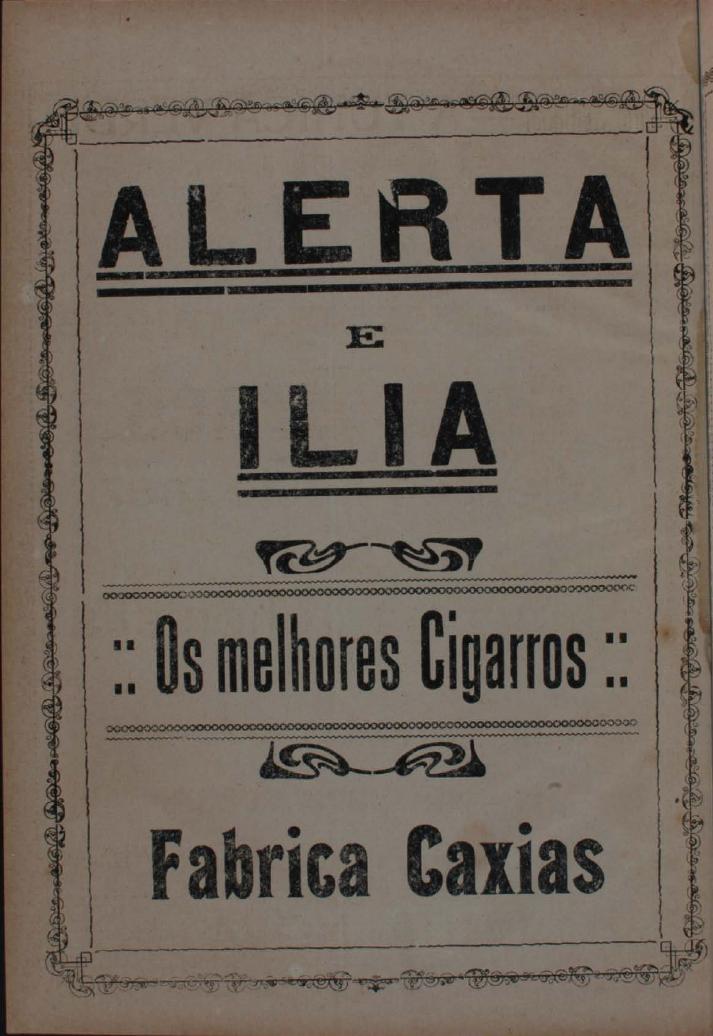 ALERTA
E
ILIA
:: Os melhores Cigarros ::
Fabrica Caxias